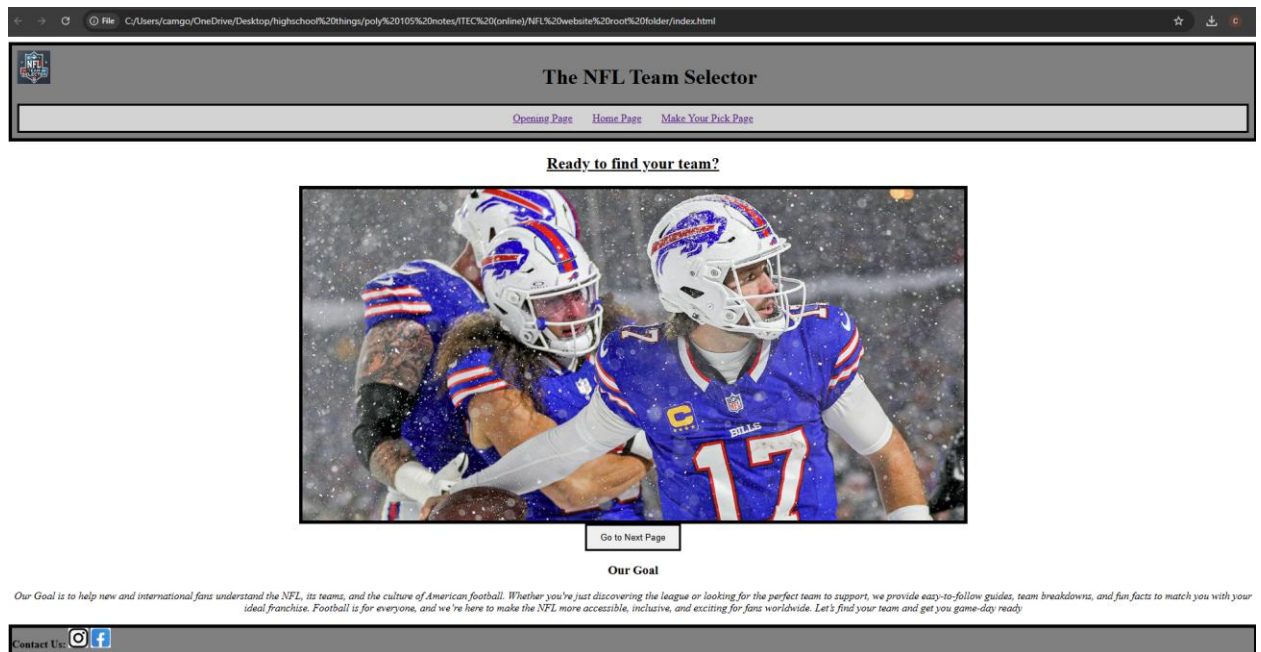 File C:/Users/camgo/OneDrive/Desktop/highschool%20things/poly%20105%20notes/ITEC%20(online)/NFL%20website%20root%20folder/index.html
C
NFL
The NFL Team Selector
Opening Page Home Page Make Your Pick Page
Ready to find your team?
17
C
BILLS
17
Go to Next Page
Our Goal
Our Goal is to help new and international fans understand the NFL, its teams, and the culture of American football. Whether you're just discovering the league or looking for the perfect team to support, we provide easy-to-follow guides, team breakdowns, and fun facts to match you with your
ideal franchise. Football is for everyone, and we're here to make the NFL more accessible, inclusive, and exciting for fans worldwide. Let's find your team and get you game-day ready
Contact Us: